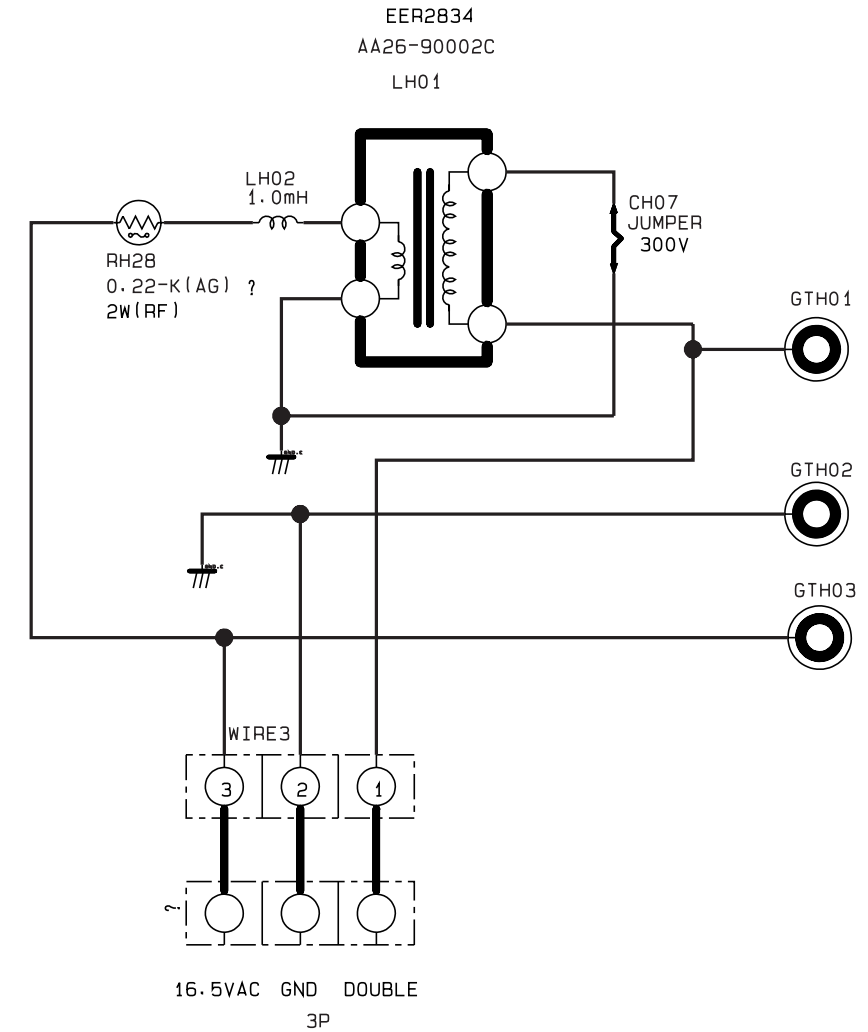 EER2834
AA26-90002C
LH01
LH02
1.0mH
CH07
JUMPER
300V
RH28
0.22-K(AG) ?
2W(RF)
GTH01
GTH02
GTH03
WIRE3
3 2 1
?
16.5VAC GND DOUBLE
3P